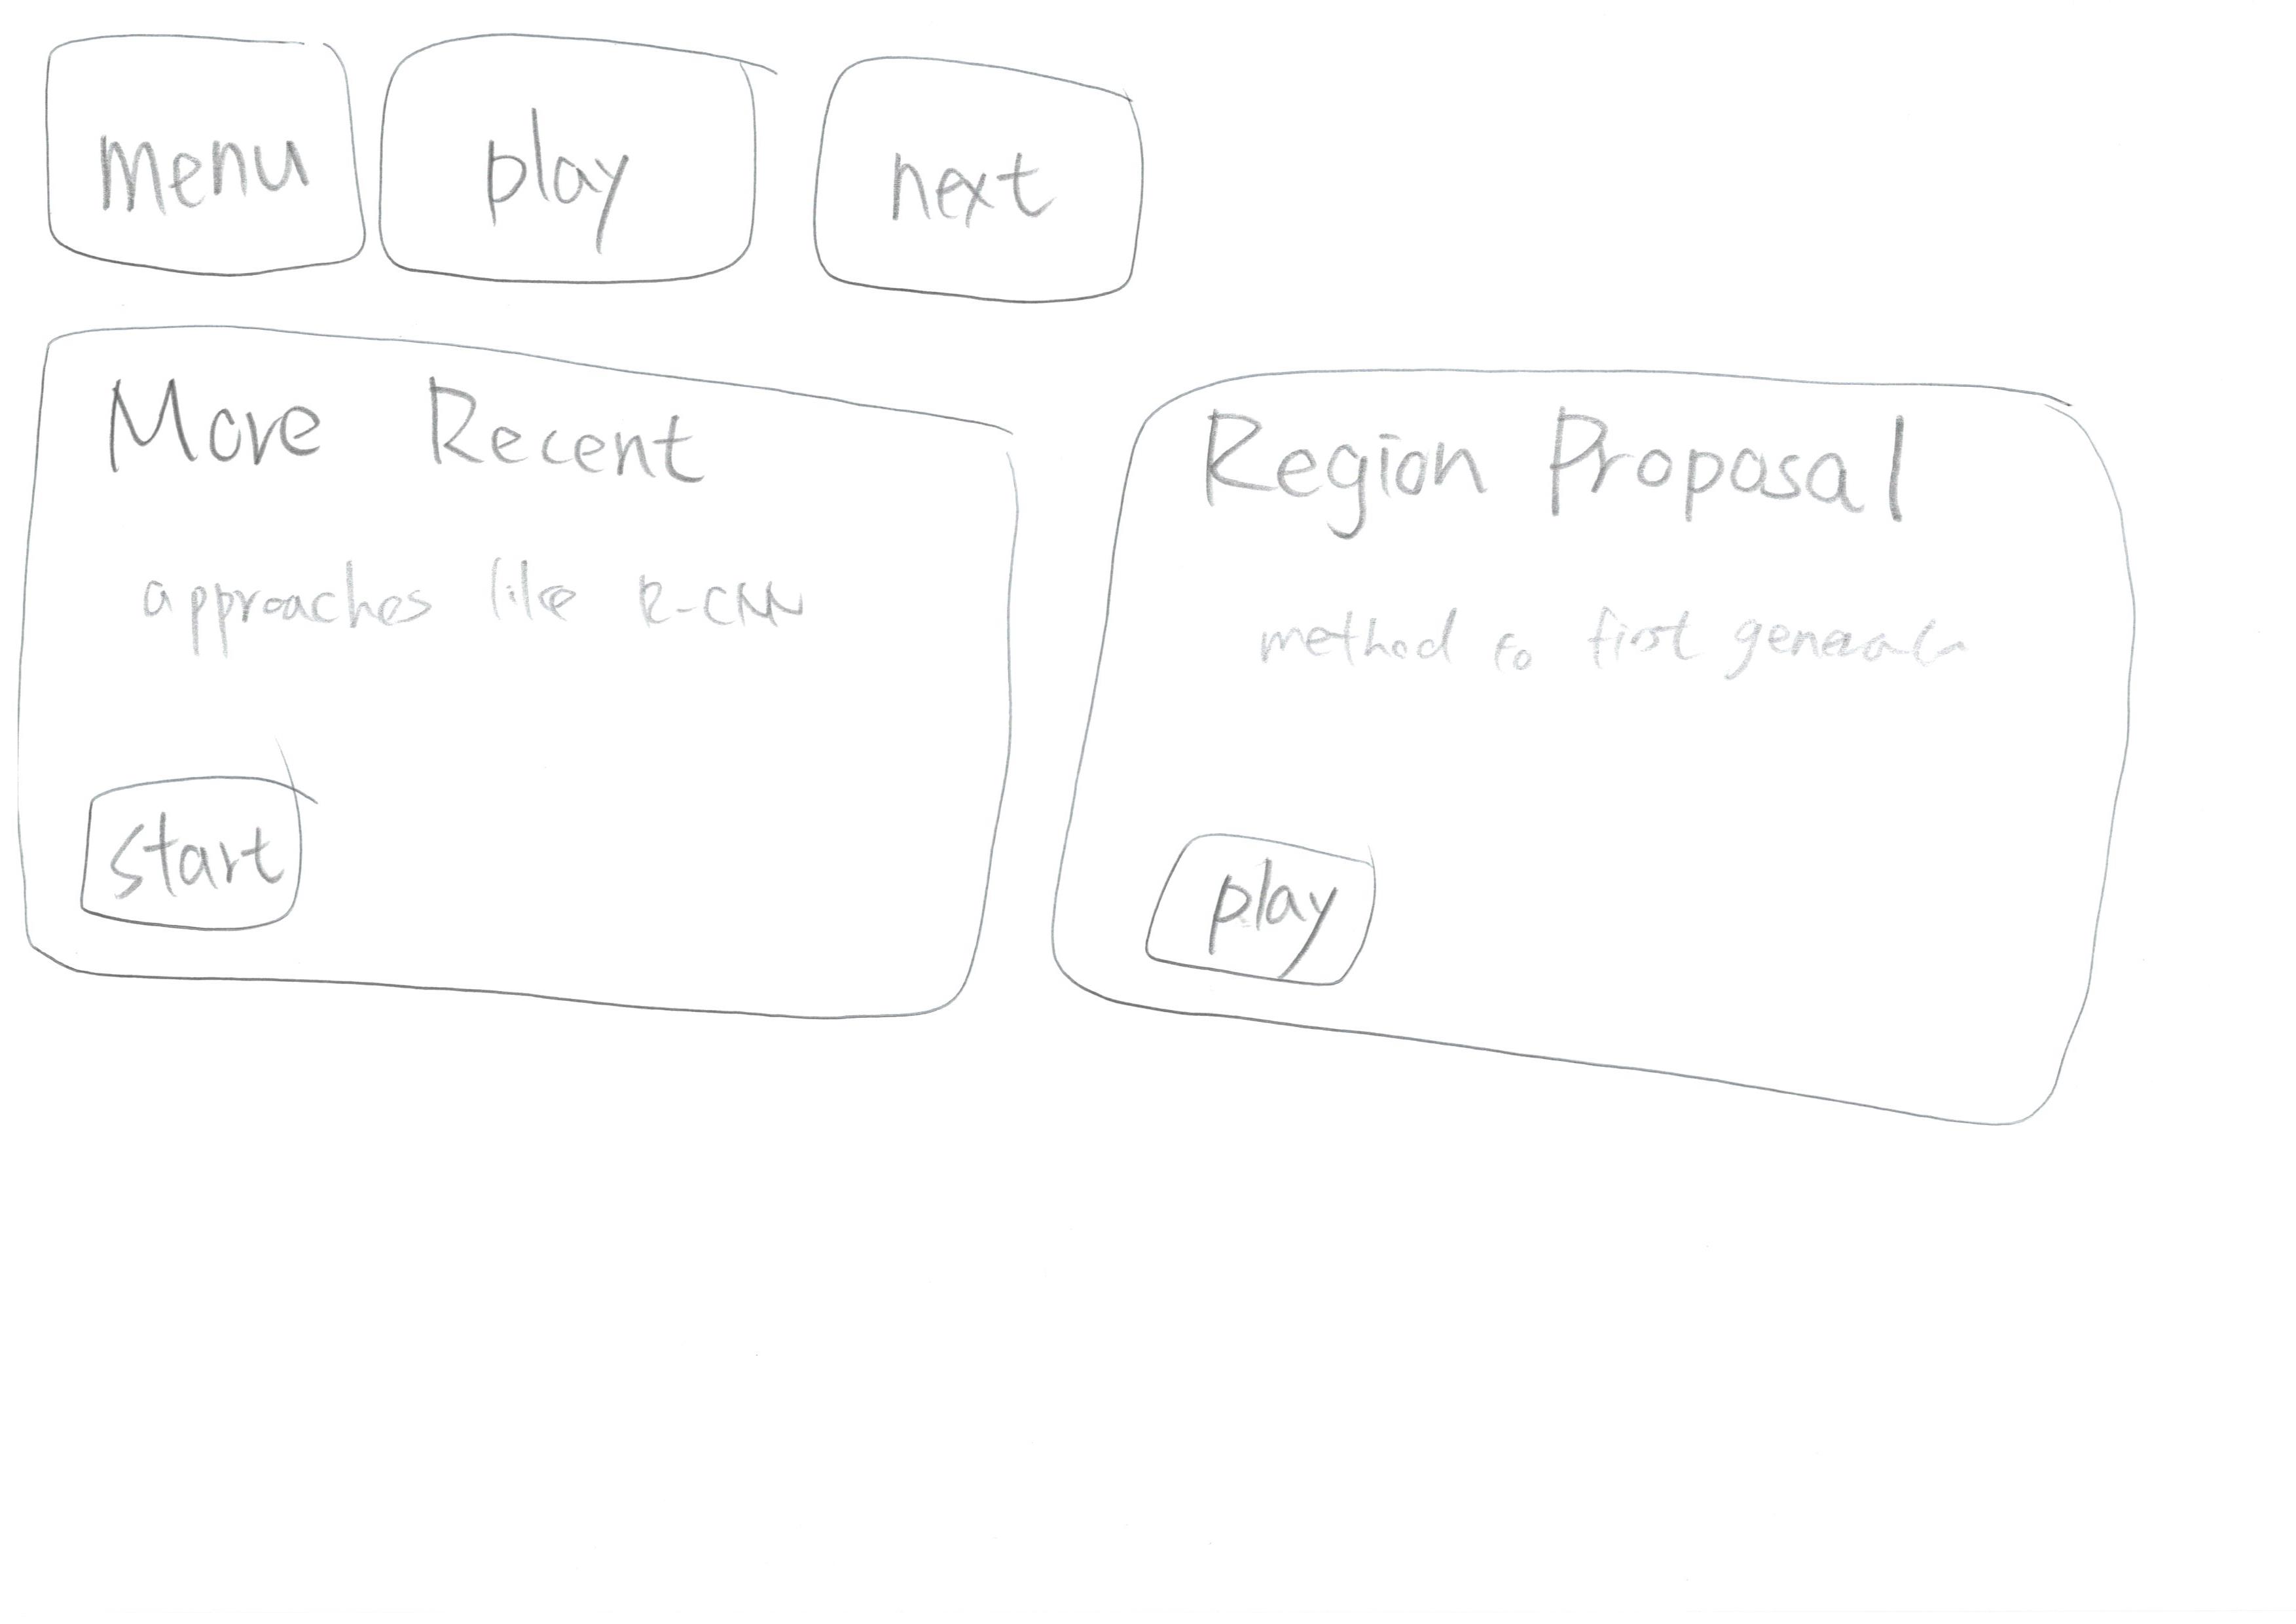 menu play next
More Recent
approaches like R-CNN
start
Region Proposal
method to first generate
play